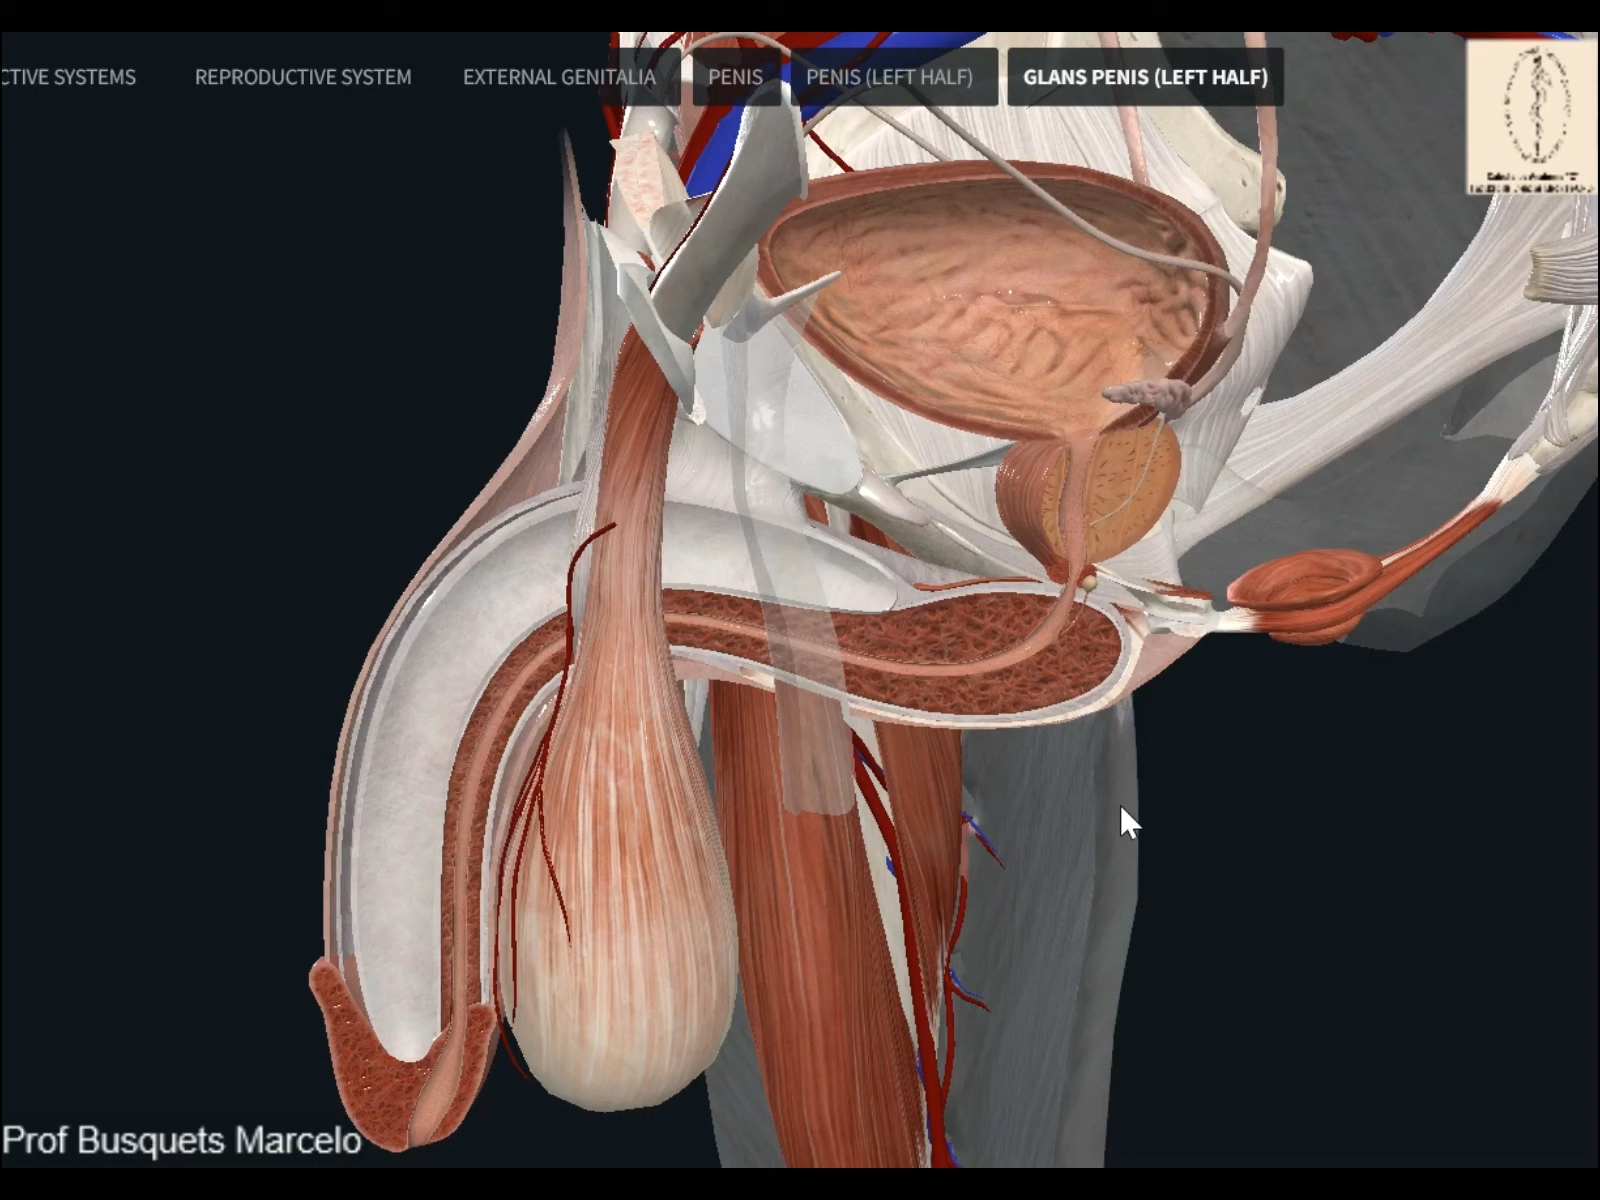 CTIVE SYSTEMS REPRODUCTIVE SYSTEM EXTERNAL GENITALIA PENIS PENIS (LEFT HALF) GLANS PENIS (LEFT HALF)
Prof Busquets Marcelo